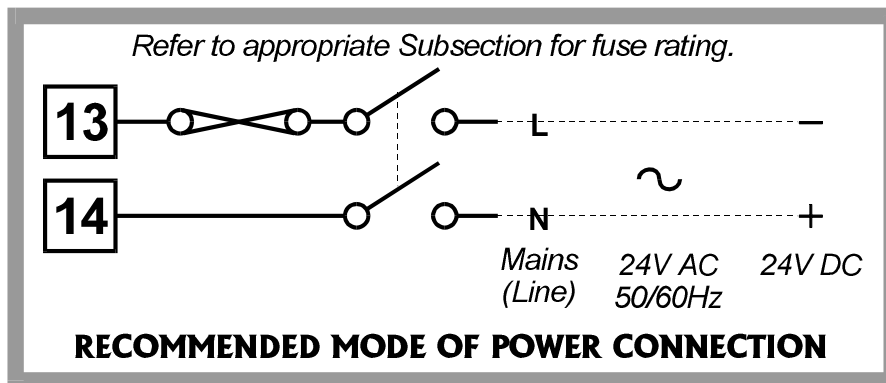 Refer to appropriate Subsection for fuse rating.
13
L
−
14
N
+
Mains
(Line)
24V AC
50/60Hz
24V DC
RECOMMENDED MODE OF POWER CONNECTION